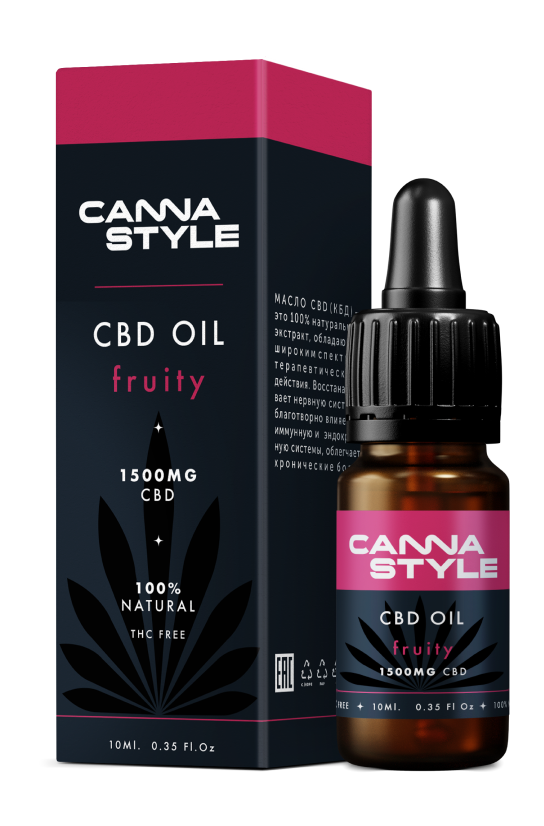 CANNA
STYLE
CBD OIL
fruity
1500MG
CBD
100%
NATURAL
THC FREE
10Ml. 0.35 Fl.Oz
МАСЛО CBD (КБД)
это 100% натураль
экстракт, обладаю
широким спект
терапевтическ
действия. Восстана
вает нервную сист
благотворно влияе
иммунную и эндокр
ную системы, облегчает
хронические бо
EAC
CANNA
STYLE
CBD OIL
fruity
1500MG CBD
FREE ✦ 10Ml. 0.35 Fl.Oz ✦ 100%